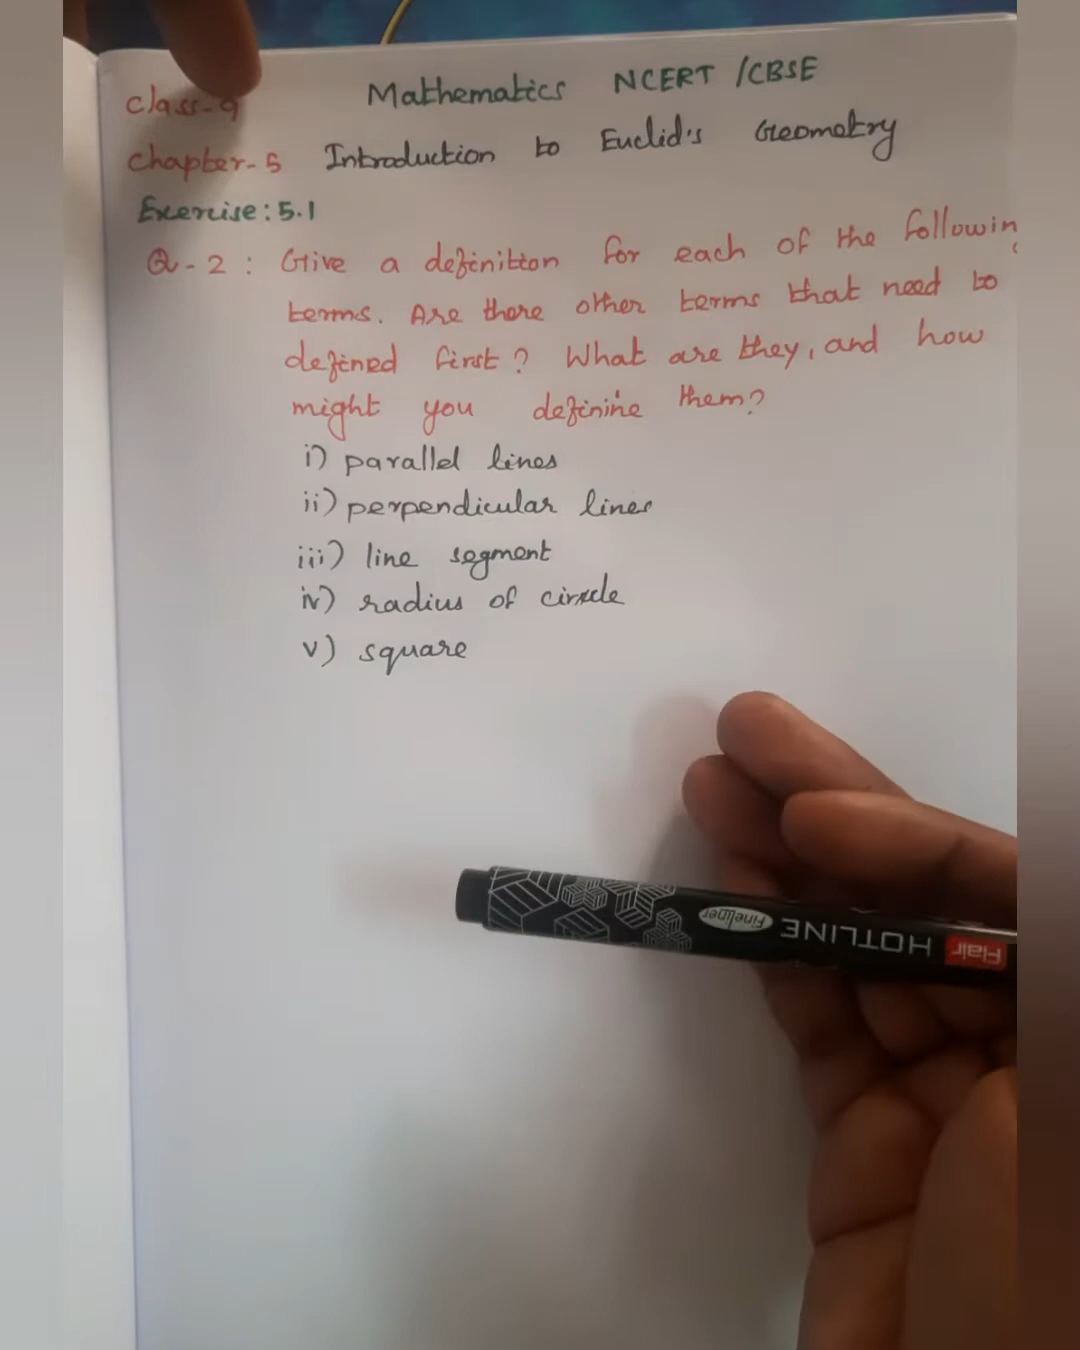 class-9 Mathematics NCERT /CBSE
Chapter-5 Introduction to Euclid's Geometry
Exercise: 5.1
Q-2: Give a definition for each of the followin
terms. Are there other terms that need to
defined first? What are they, and how
might you definine them?
i) parallel lines
ii) perpendicular lines
iii) line segment
iv) radius of circle
v) square
Flair HOTLINE Fineliner